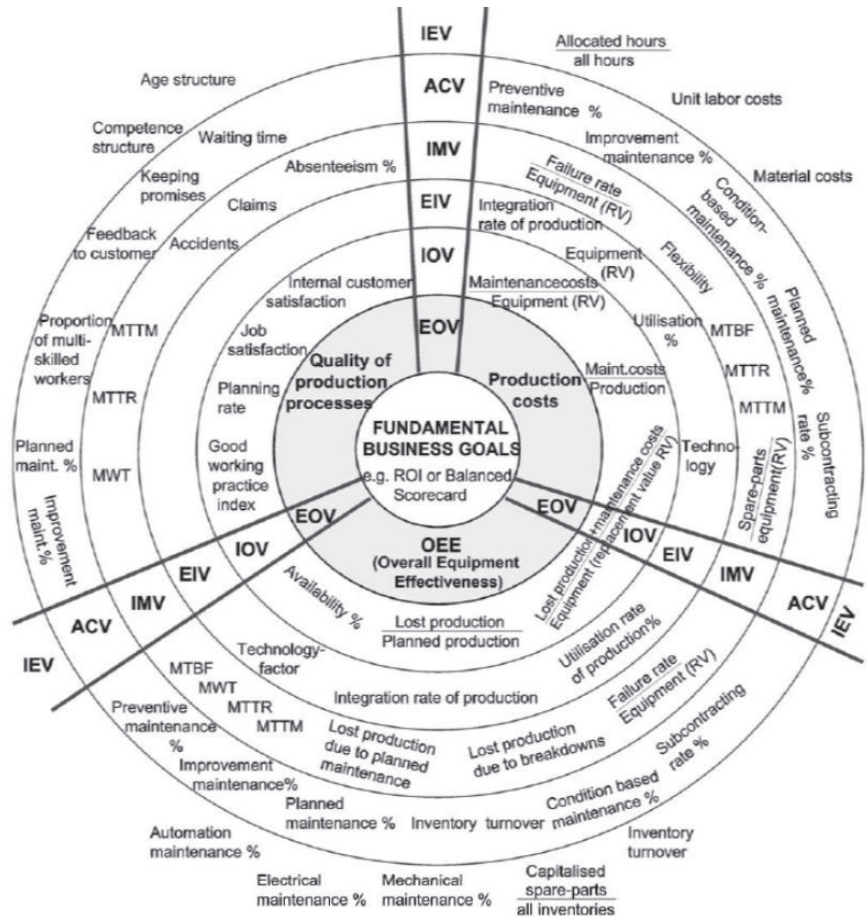 IEV
ACV
IMV
EIV
IOV
EOV
Allocated hours
all hours
Unit labor costs
Material costs
Preventive
maintenance %
Improvement
maintenance %
Condition-
based
maintenance %
Planned
maintenance%
Subcontracting
rate %
Failure rate
Equipment (RV)
MTBF
MTTR
MTTM
Spare-parts
equipment(RV)
Integration
rate of production
Equipment
(RV)
Flexibility
Utilisation
%
Techno-
logy
Maintenancecosts
Equipment (RV)
Maint.costs
Production
Lost production+maintenance costs
Equipment (replacement value RV)
Production
costs
Age structure
Competence
structure
Waiting time
Keeping
promises
Absenteeism %
Claims
Feedback
to customer
Accidents
Internal customer
satisfaction
Job
satisfaction
Proportion
of multi-
skilled
workers
MTTM
MTTR
MWT
Planned
maint. %
Improvement
maint.%
Planning
rate
Good
working
practice
index
Quality of
production
processes
FUNDAMENTAL
BUSINESS GOALS
e.g. ROI or Balanced
Scorecard
EOV
IOV
EIV
IMV
ACV
IEV
EOV
IOV
EIV
IMV
ACV
IEV
OEE
(Overall Equipment
Effectiveness)
Availability %
Lost production
Planned production
Technology-
factor
Integration rate of production
Utilisation rate
of production%
MTBF
MWT
MTTR
MTTM
Lost production
due to planned
maintenance
Lost production
due to breakdowns
Failure rate
Equipment (RV)
Preventive
maintenance
%
Improvement
maintenance%
Planned
maintenance %
Inventory turnover
Condition based
maintenance %
Subcontracting
rate %
Automation
maintenance %
Electrical
maintenance %
Mechanical
maintenance %
Capitalised
spare-parts
all inventories
Inventory
turnover